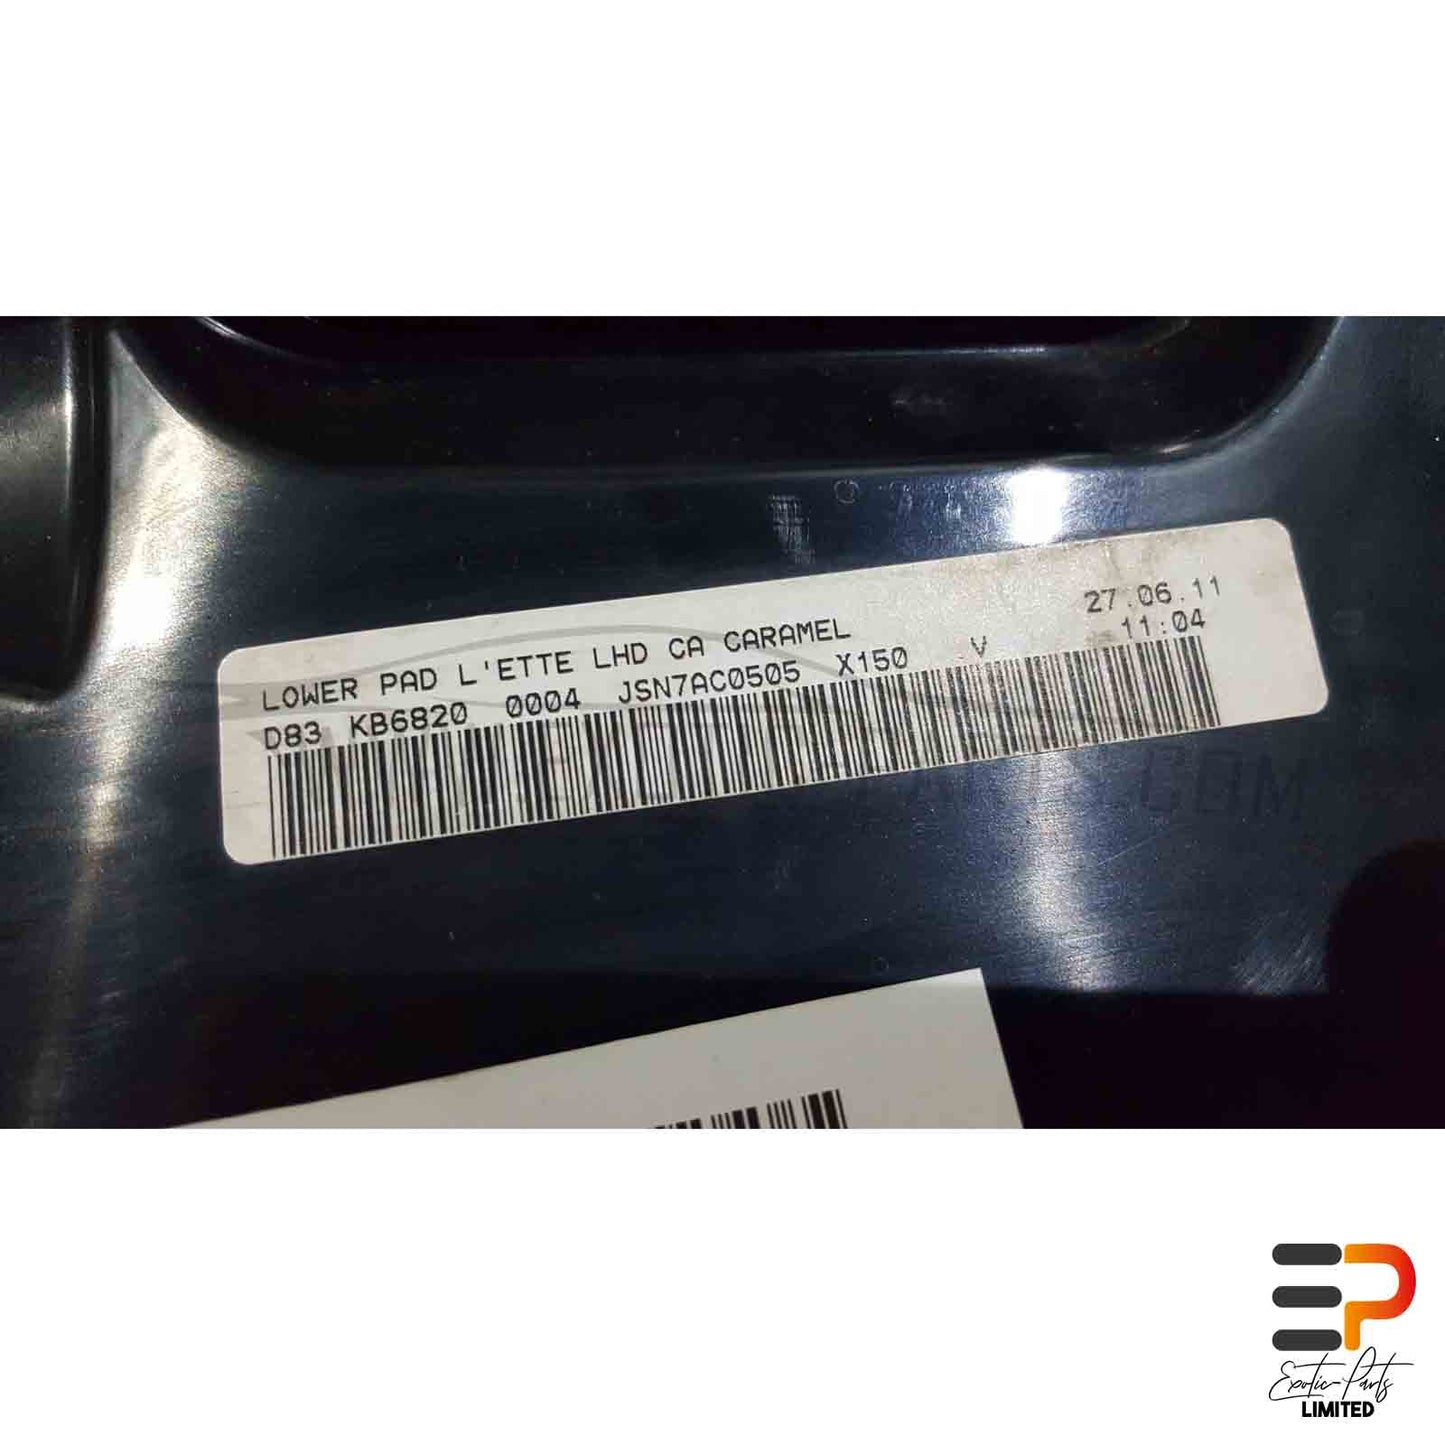 LOWER PAD L'ETTE LHD CA CARAMEL
27.06.11
11:04
D83 KB6820 0004 JSN7AC0505 X150 V
EP
Exotic-Parts
LIMITED